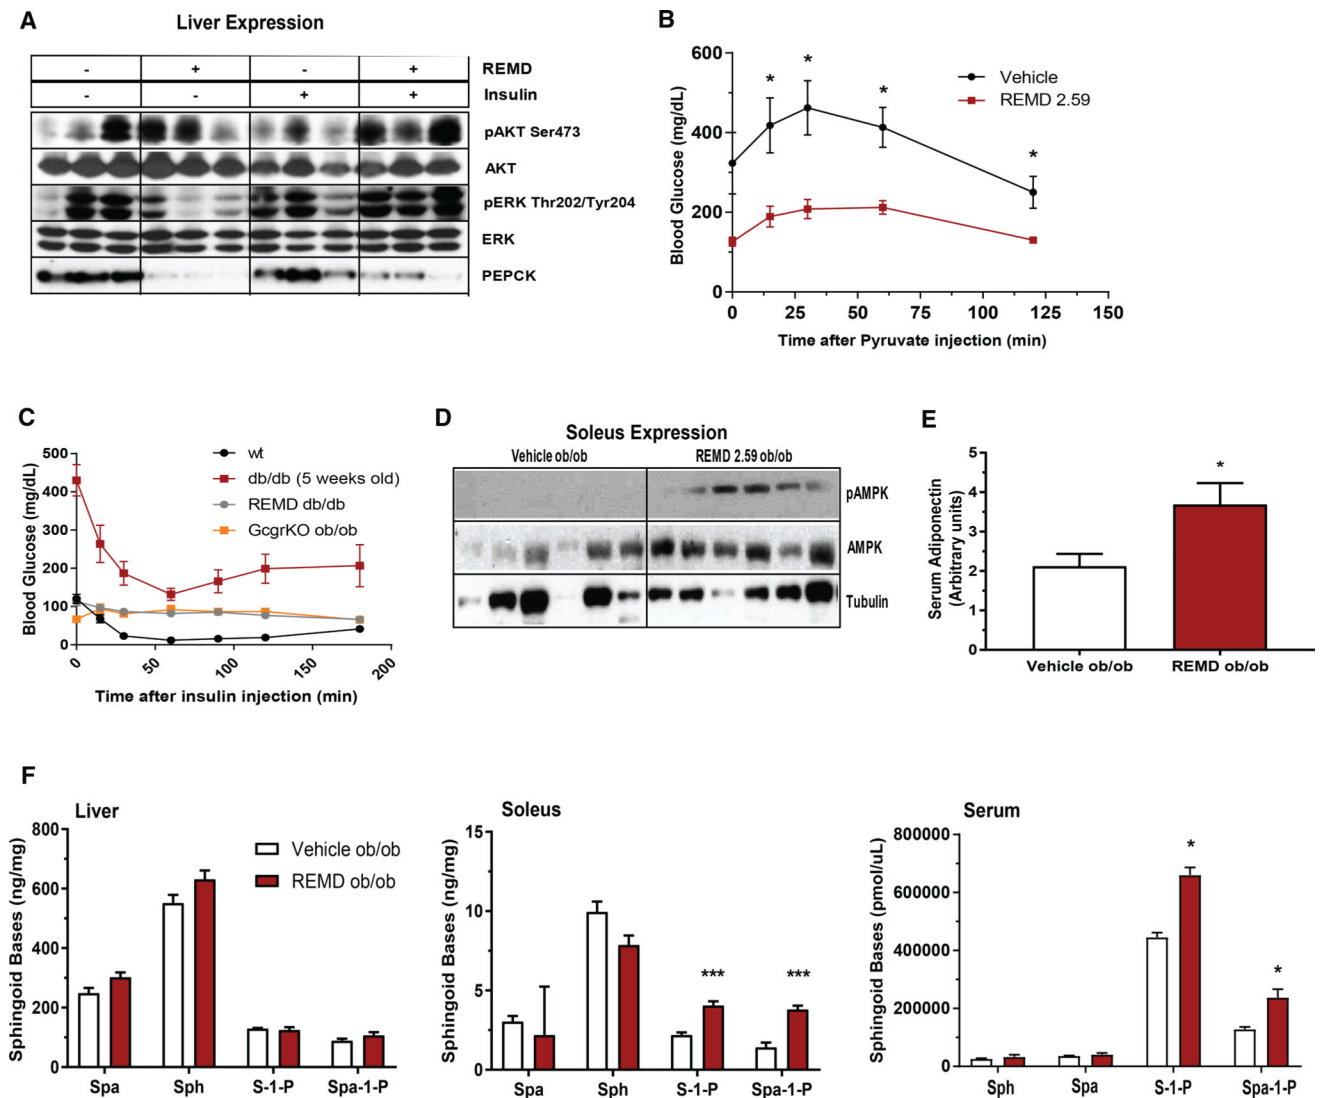 A
Liver Expression
- + - + REMD
- - + + Insulin
pAKT Ser473
AKT
pERK Thr202/Tyr204
ERK
PEPCK
B
600
400
200
0
Blood Glucose (mg/dL)
* * * *
Vehicle
REMD 2.59
0 25 50 75 100 125 150
Time after Pyruvate injection (min)
C
500
400
300
200
100
0
Blood Glucose (mg/dL)
wt
db/db (5 weeks old)
REMD db/db
GcgrKO ob/ob
0 50 100 150 200
Time after insulin injection (min)
D
Soleus Expression
Vehicle ob/ob REMD 2.59 ob/ob
pAMPK
AMPK
Tubulin
E
5
4
3
2
1
0
Serum Adiponectin
(Arbitrary units)
*
Vehicle ob/ob REMD ob/ob
F
Liver
800
600
400
200
0
Sphingoid Bases (ng/mg)
Vehicle ob/ob
REMD ob/ob
Spa Sph S-1-P Spa-1-P
Soleus
15
10
5
0
Sphingoid Bases (ng/mg)
*** ***
Spa Sph S-1-P Spa-1-P
Serum
800000
600000
400000
200000
0
Sphingoid Bases (pmol/uL)
* *
Sph Spa S-1-P Spa-1-P